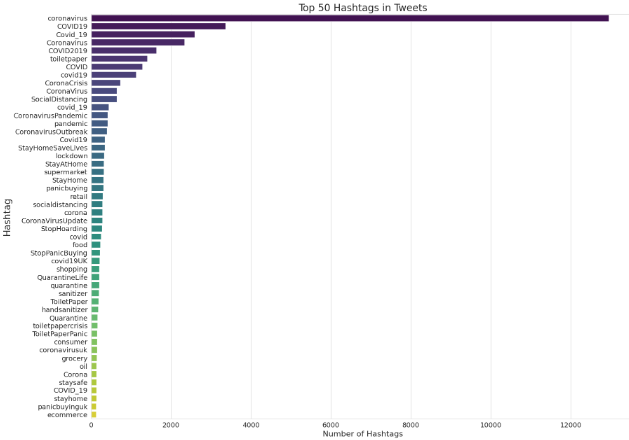 Top 50 Hashtags in Tweets
Hashtag
coronavirus
COVID19
Covid_19
Coronavirus
COVID2019
toiletpaper
COVID
covid19
CoronaCrisis
CoronaVirus
SocialDistancing
covid_19
CoronavirusPandemic
pandemic
CoronavirusOutbreak
Covid19
StayHomeSaveLives
lockdown
StayAtHome
supermarket
StayHome
panicbuying
retail
socialdistancing
corona
CoronaVirusUpdate
StopHoarding
covid
food
StopPanicBuying
covid19UK
shopping
QuarantineLife
quarantine
sanitizer
ToiletPaper
handsanitizer
Quarantine
toiletpapercrisis
ToiletPaperPanic
consumer
coronavirusuk
grocery
oil
Corona
staysafe
COVID_19
stayhome
panicbuyinguk
ecommerce
0 2000 4000 6000 8000 10000 12000
Number of Hashtags